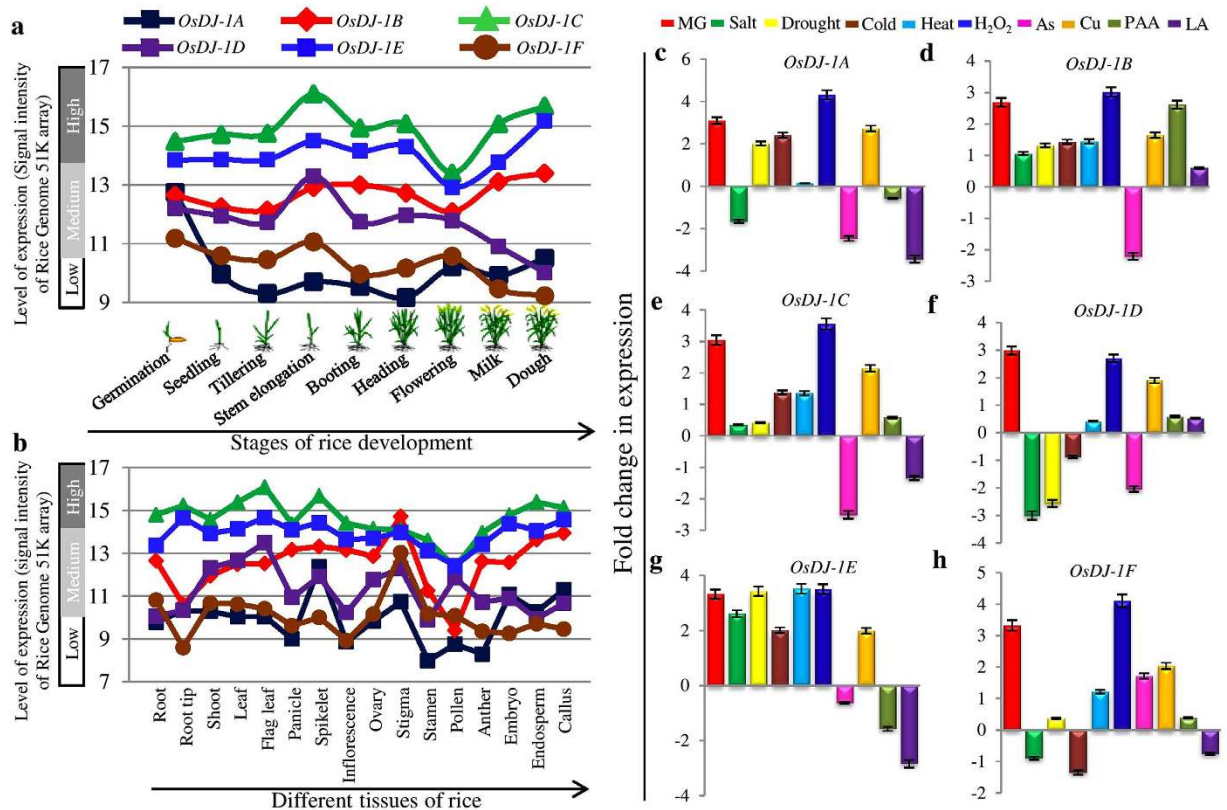 a
OsDJ-1A OsDJ-1B OsDJ-1C
OsDJ-1D OsDJ-1E OsDJ-1F
Level of expression (Signal intensity
of Rice Genome 51K array)
High
Medium
Low
17
15
13
11
9
Germination
Seedling
Tillering
Stem elongation
Booting
Heading
Flowering
Milk
Dough
Stages of rice development
b
Level of expression (signal intensity
of Rice Genome 51K array)
High
Medium
Low
17
15
13
11
9
7
Root
Root tip
Shoot
Leaf
Flag leaf
Panicle
Spikelet
Inflorescence
Ovary
Stigma
Stamen
Pollen
Anther
Embryo
Endosperm
Callus
Different tissues of rice
MG Salt Drought Cold Heat H₂O₂ As Cu PAA LA
Fold change in expression
c
OsDJ-1A
6
4
2
0
-2
-4
d
OsDJ-1B
4
3
2
1
0
-1
-2
-3
e
OsDJ-1C
4
3
2
1
0
-1
-2
-3
f
OsDJ-1D
4
3
2
1
0
-1
-2
-3
-4
g
OsDJ-1E
4
2
0
-2
-4
h
OsDJ-1F
5
4
3
2
1
0
-1
-2